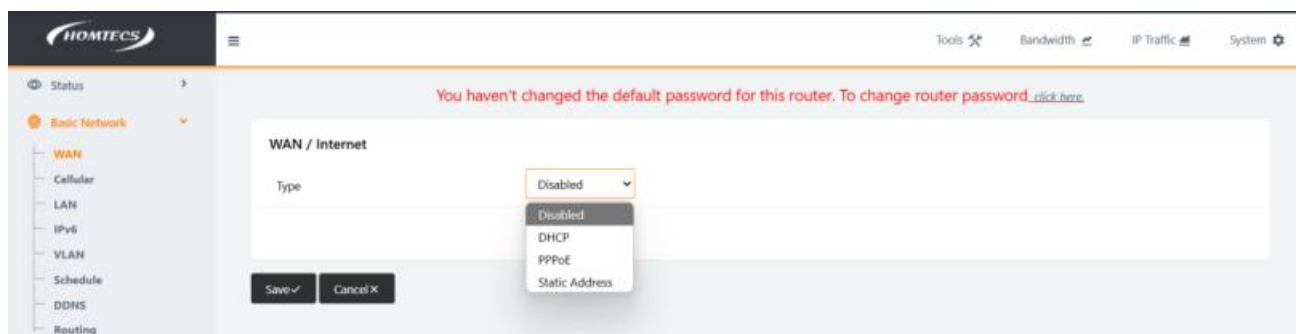 HOMTECS
Tools Bandwidth IP Traffic System
Status
You haven't changed the default password for this router. To change router password click here.
Basic Network
WAN
Cellular
LAN
IPv6
VLAN
Schedule
DDNS
Routing
WAN / Internet
Type Disabled
Disabled
DHCP
PPPoE
Static Address
Save Cancel